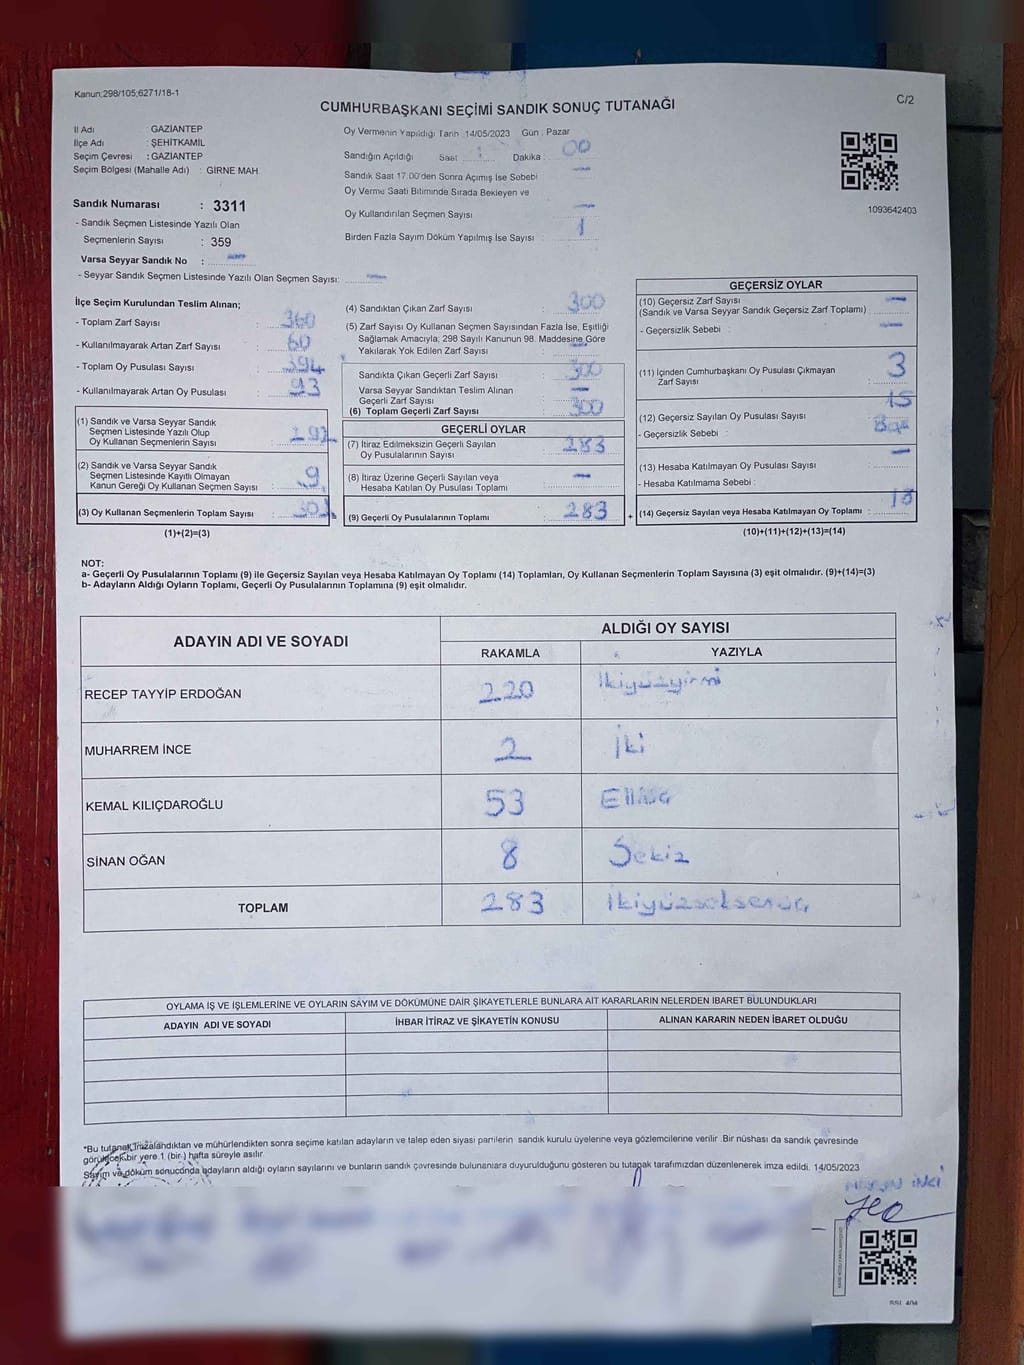 Kanun;298/105;6271/18-1
CUMHURBAŞKANI SEÇİMİ SANDIK SONUÇ TUTANAĞI
C/2
İl Adı GAZİANTEP
İlçe Adı : ŞEHİTKAMİL
Seçim Çevresi : GAZİANTEP
Seçim Bölgesi (Mahalle Adı) : GİRNE MAH
Sandık Numarası : 3311
- Sandık Seçmen Listesinde Yazılı Olan
Seçmenlerin Sayısı : 359
Varsa Seyyar Sandık No : -
- Seyyar Sandık Seçmen Listesinde Yazılı Olan Seçmen Sayısı: -
Oy Vermenin Yapıldığı Tarih :14/05/2023 Gün : Pazar
Sandığın Açıldığı Saat Dakika : 00
Sandık Saat 17.00'den Sonra Açımış İse Sebebi : -
Oy Verme Saati Bitiminde Sırada Bekleyen ve
Oy Kullandırılan Seçmen Sayısı : -
Birden Fazla Sayım Döküm Yapılmış İse Sayısı : 1
1093642403
İlçe Seçim Kurulundan Teslim Alınan;
- Toplam Zarf Sayısı : 360
- Kullanılmayarak Artan Zarf Sayısı : 60
- Toplam Oy Pusulası Sayısı : 394
- Kullanılmayarak Artan Oy Pusulası : 93
(1) Sandık ve Varsa Seyyar Sandık
Seçmen Listesinde Yazılı Olup
Oy Kullanan Seçmenlerin Sayısı : 292
(2) Sandık ve Varsa Seyyar Sandık
Seçmen Listesinde Kayıtlı Olmayan
Kanun Gereği Oy Kullanan Seçmen Sayısı : 9
(3) Oy Kullanan Seçmenlerin Toplam Sayısı : 301
(1)+(2)=(3)
(4) Sandıktan Çıkan Zarf Sayısı : 300
(5) Zarf Sayısı Oy Kullanan Seçmen Sayısından Fazla İse, Eşitliği
Sağlamak Amacıyla; 298 Sayılı Kanunun 98. Maddesine Göre
Yakılarak Yok Edilen Zarf Sayısı : -
Sandıkta Çıkan Geçerli Zarf Sayısı : 300
Varsa Seyyar Sandıktan Teslim Alınan
Geçerli Zarf Sayısı : -
(6) Toplam Geçerli Zarf Sayısı : 300
GEÇERLİ OYLAR
(7) İtiraz Edilmeksizin Geçerli Sayılan
Oy Pusulalarının Sayısı : 283
(8) İtiraz Üzerine Geçerli Sayılan veya
Hesaba Katılan Oy Pusulası Toplamı : -
(9) Geçerli Oy Pusulalarının Toplamı : 283
+
GEÇERSİZ OYLAR
(10) Geçersiz Zarf Sayısı -
(Sandık ve Varsa Seyyar Sandık Geçersiz Zarf Toplamı) :
- Geçersizlik Sebebi : -
(11) İçinden Cumhurbaşkanı Oy Pusulası Çıkmayan
Zarf Sayısı : 3
(12) Geçersiz Sayılan Oy Pusulası Sayısı : 15
- Geçersizlik Sebebi :
(13) Hesaba Katılmayan Oy Pusulası Sayısı : -
- Hesaba Katılmama Sebebi :
(14) Geçersiz Sayılan veya Hesaba Katılmayan Oy Toplamı : 18
(10)+(11)+(12)+(13)=(14)
NOT:
a- Geçerli Oy Pusulalarının Toplamı (9) ile Geçersiz Sayılan veya Hesaba Katılmayan Oy Toplamı (14) Toplamları, Oy Kullanan Seçmenlerin Toplam Sayısına (3) eşit olmalıdır. (9)+(14)=(3)
b- Adayların Aldığı Oyların Toplamı, Geçerli Oy Pusulalarının Toplamına (9) eşit olmalıdır.
ADAYIN ADI VE SOYADI
ALDIĞI OY SAYISI
RAKAMLA YAZIYLA
RECEP TAYYİP ERDOĞAN 220 İkiyüzyirmi
MUHARREM İNCE 2 İki
KEMAL KILIÇDAROĞLU 53 Elliüç
SİNAN OĞAN 8 Sekiz
TOPLAM 283 İkiyüzseksenüç
OYLAMA İŞ VE İŞLEMLERİNE VE OYLARIN SAYIM VE DÖKÜMÜNE DAİR ŞİKAYETLERLE BUNLARA AİT KARARLARIN NELERDEN İBARET BULUNDUKLARI
ADAYIN ADI VE SOYADI İHBAR İTİRAZ VE ŞİKAYETİN KONUSU ALINAN KARARIN NEDEN İBARET OLDUĞU
*Bu tutanak imzalandıktan ve mühürlendikten sonra seçime katılan adayların ve talep eden siyasi partilerin sandık kurulu üyelerine veya gözlemcilerine verilir. Bir nüshası da sandık çevresinde
görülecek bir yere 1 (bir) hafta süreyle asılır.
Sayım ve döküm sonucunda adayların aldığı oyların sayılarını ve bunların sandık çevresinde bulunanlara duyurulduğunu gösteren bu tutanak tarafımızdan düzenlenerek imza edildi. 14/05/2023